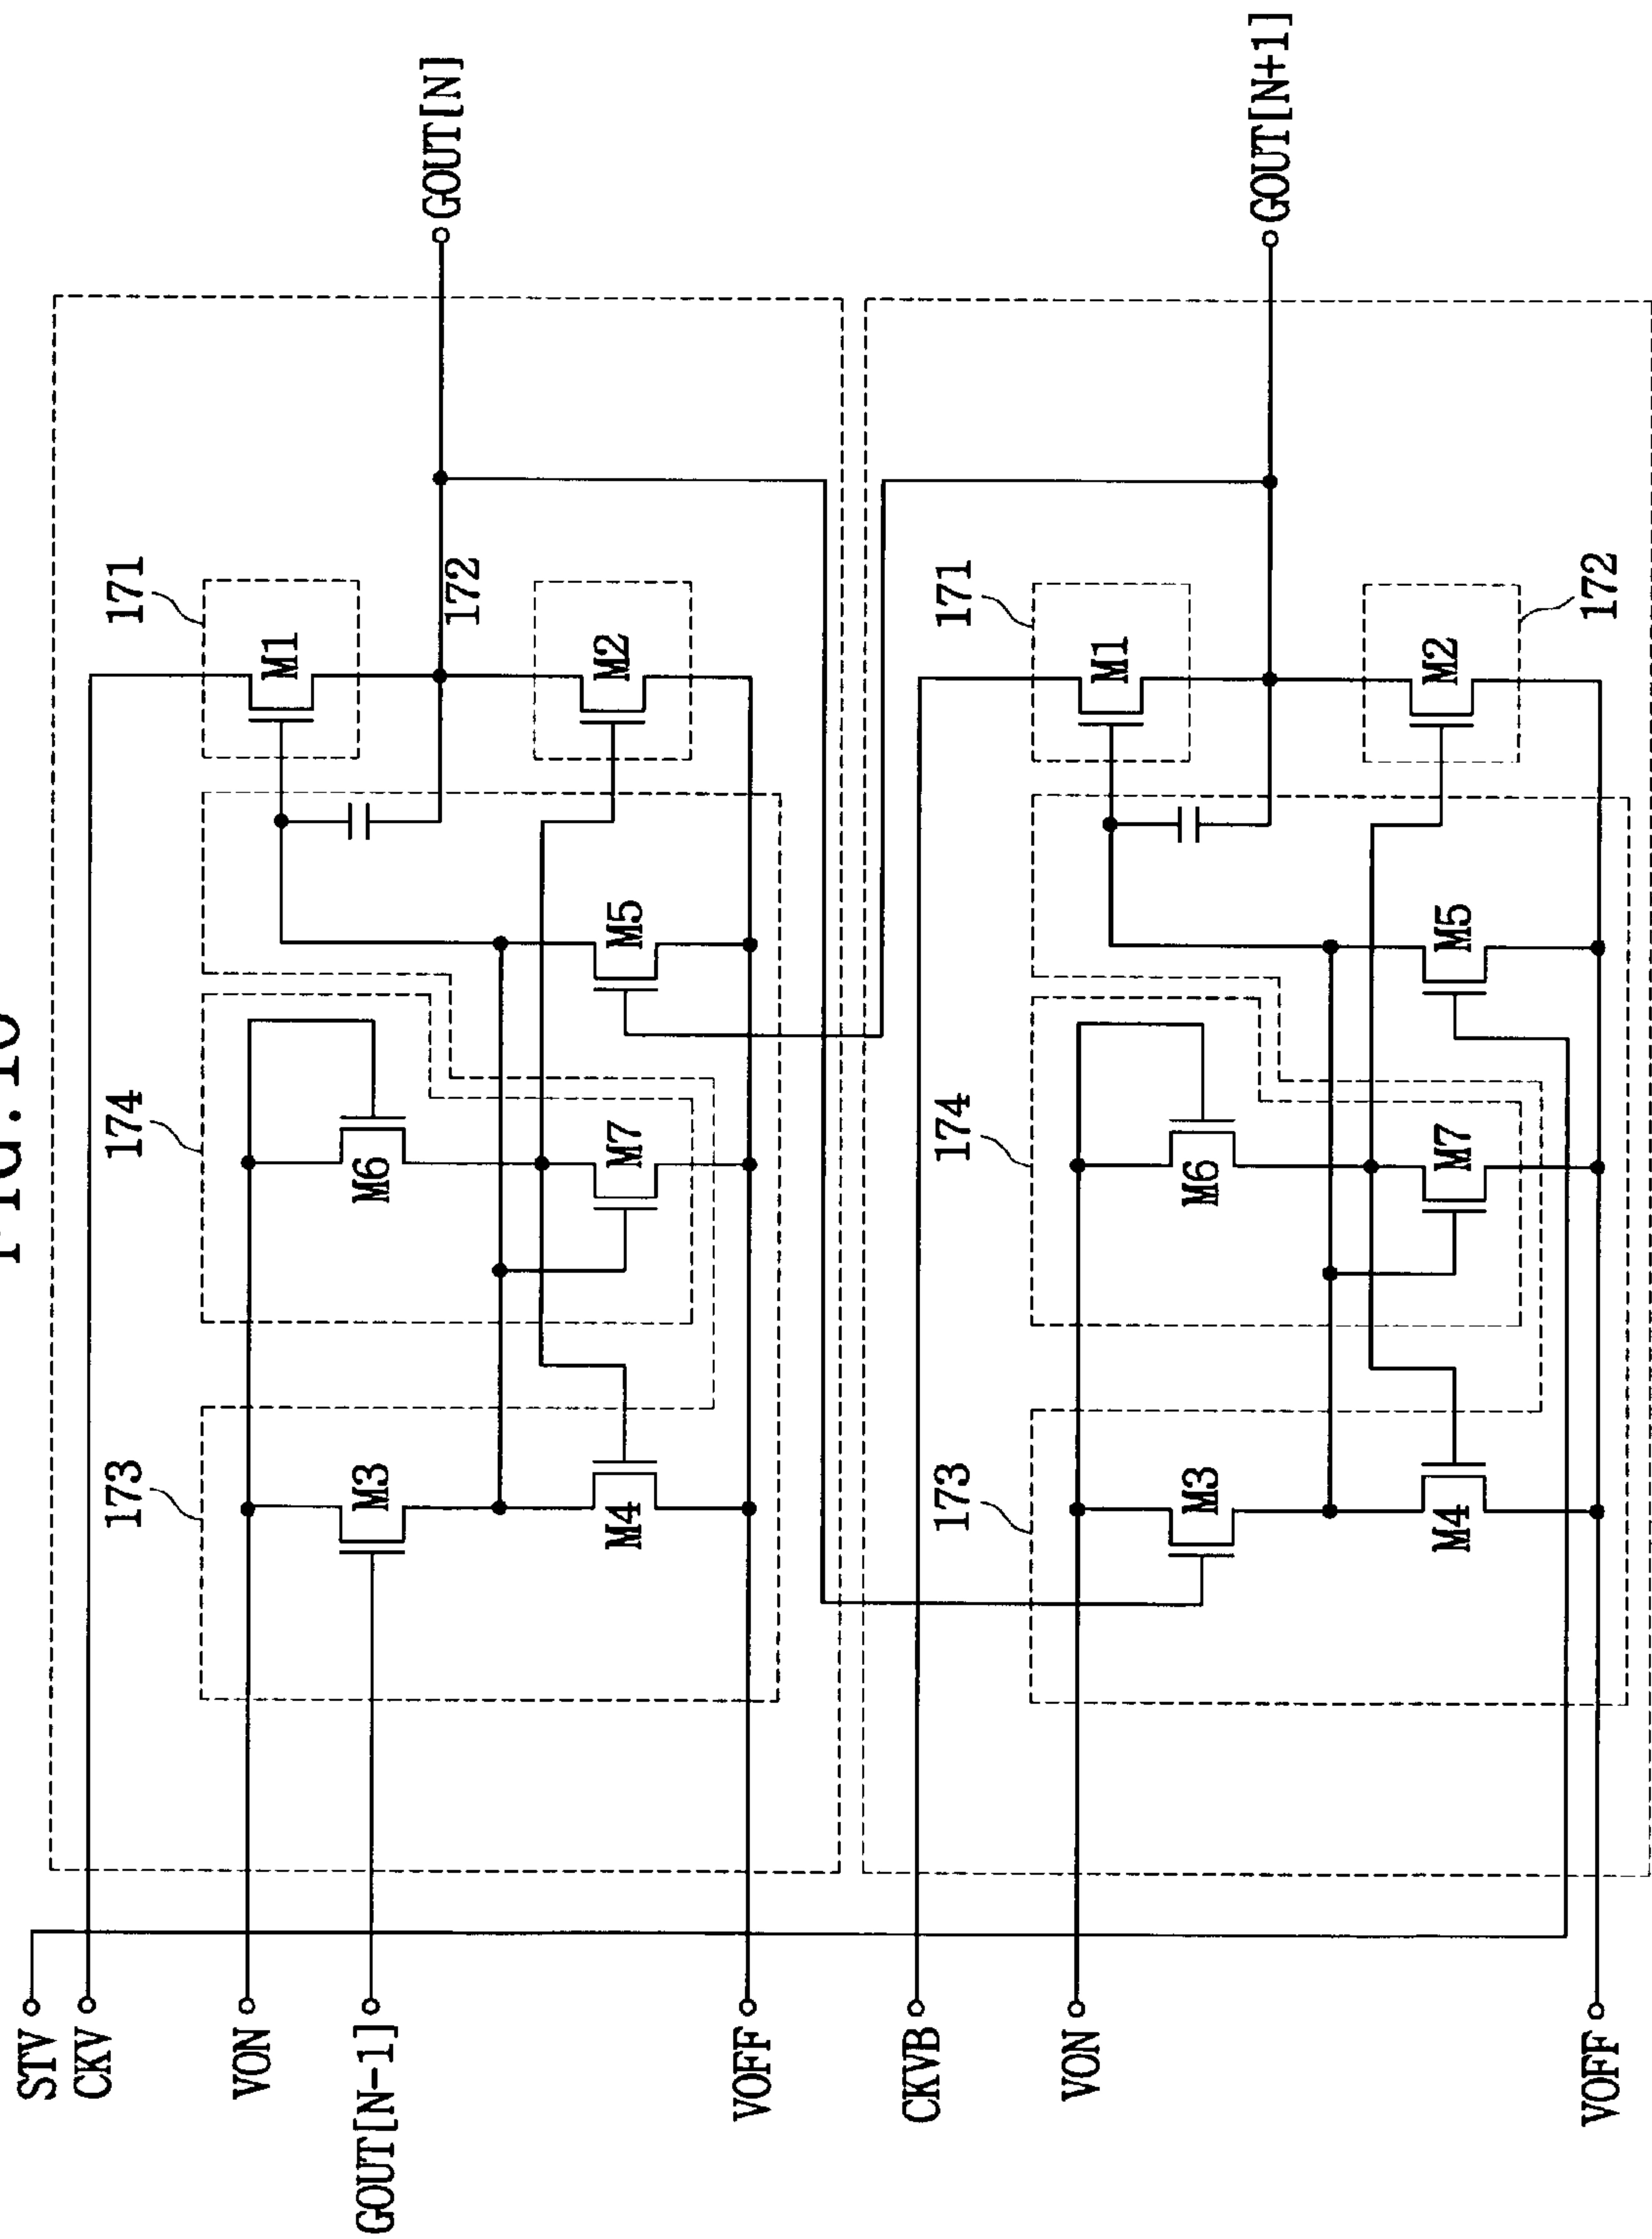 FIG.10
STV
CKV
VON
GOUT[N-1]
VOFF
CKVB
VON
VOFF
173
M3
M4
174
M6
M7
M5
171
M1
172
M2
GOUT[N]
173
M3
M4
174
M6
M7
M5
171
M1
M2
172
GOUT[N+1]